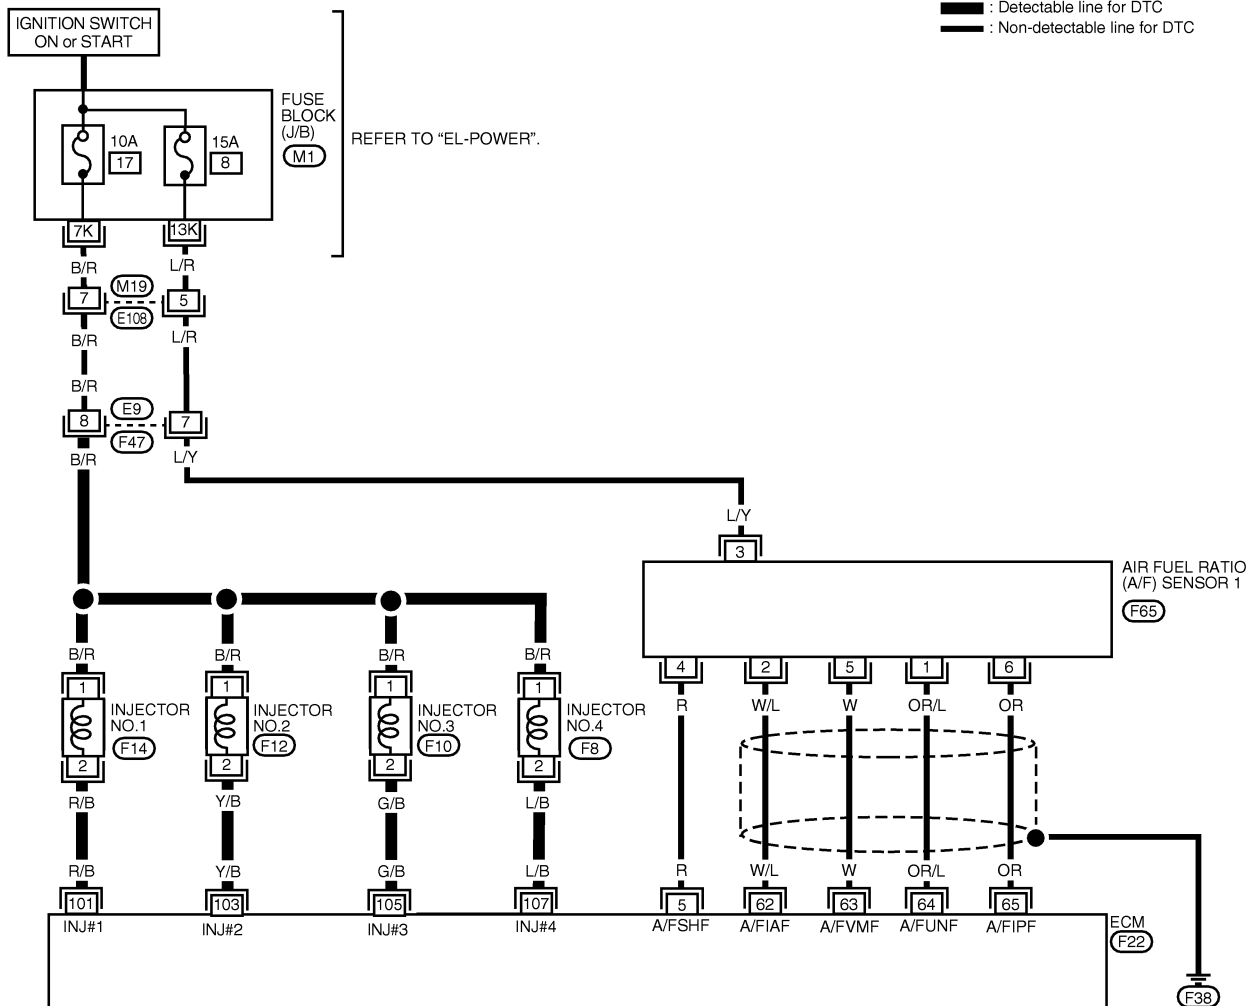 : Detectable line for DTC
: Non-detectable line for DTC
IGNITION SWITCH
ON or START
FUSE
BLOCK
(J/B)
M1
10A
17
15A
8
REFER TO “EL-POWER”.
7K
13K
B/R
L/R
7
M19
E108
5
B/R
L/R
B/R
8
E9
F47
7
B/R
L/Y
L/Y
3
AIR FUEL RATIO
(A/F) SENSOR 1
F65
4
2
5
1
6
R
W/L
W
OR/L
OR
B/R
B/R
B/R
B/R
1
1
1
1
INJECTOR
NO.1
F14
INJECTOR
NO.2
F12
INJECTOR
NO.3
F10
INJECTOR
NO.4
F8
2
2
2
2
R/B
Y/B
G/B
L/B
R/B
Y/B
G/B
L/B
R
W/L
W
OR/L
OR
101
103
105
107
5
62
63
64
65
INJ#1
INJ#2
INJ#3
INJ#4
A/FSHF
A/FIAF
A/FVMF
A/FUNF
A/FIPF
ECM
F22
F38